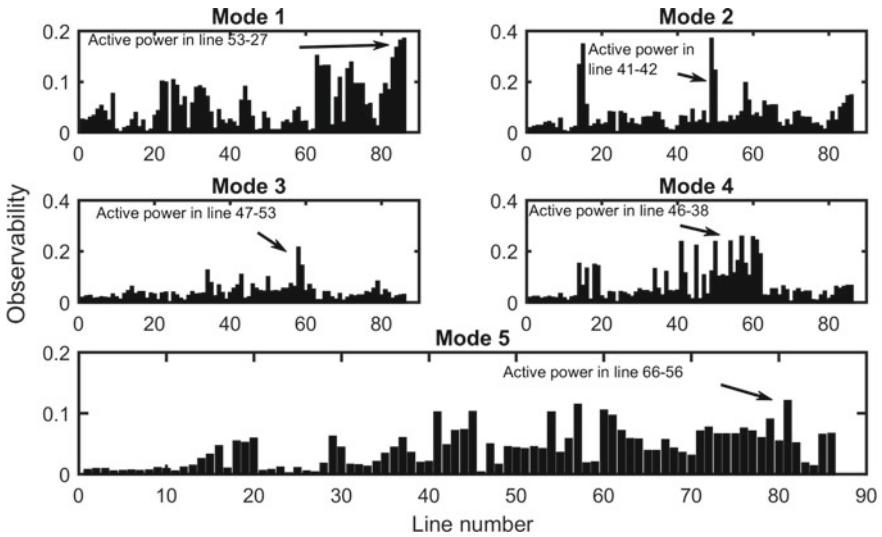 Mode 1
Active power in line 53-27
0.2
0.1
0
0 20 40 60 80
Mode 2
Active power in
line 41-42
0.4
0.2
0
0 20 40 60 80
Mode 3
Active power in line 47-53
0.4
0.2
0
0 20 40 60 80
Mode 4
Active power in line 46-38
0.4
0.2
0
0 20 40 60 80
Observability
Mode 5
Active power in line 66-56
0.2
0.1
0
0 10 20 30 40 50 60 70 80 90
Line number